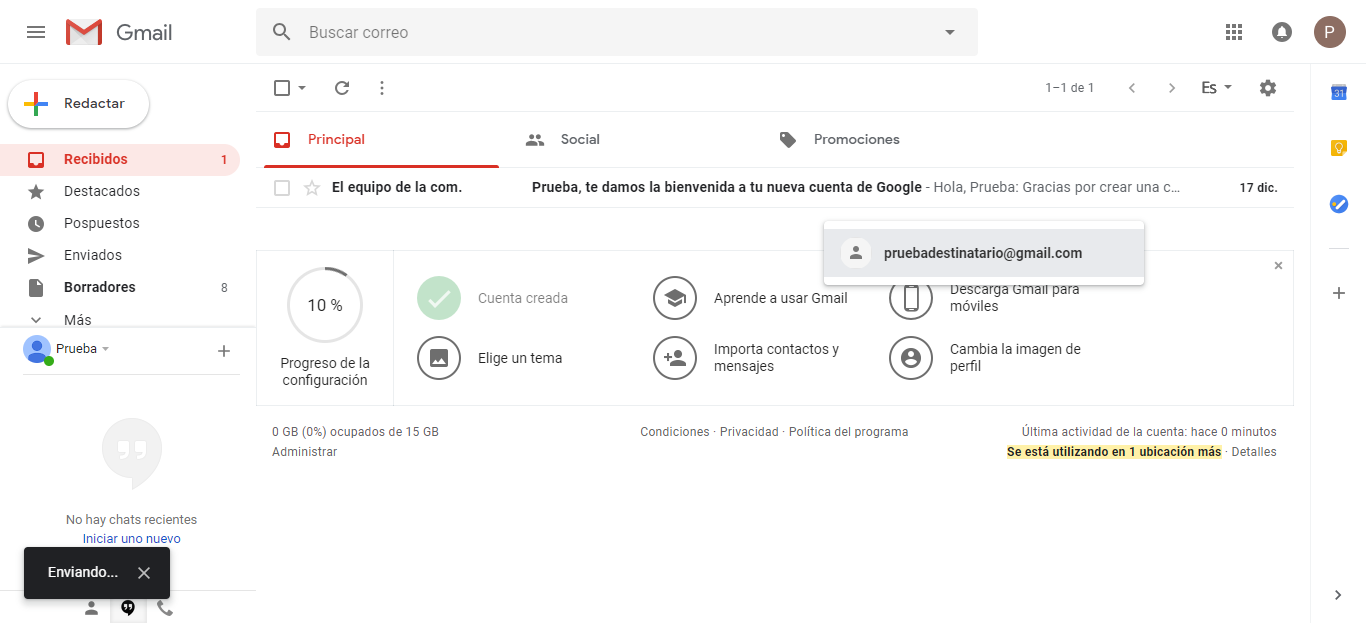 Gmail
Buscar correo
P
Redactar
1–1 de 1
Es
31
Recibidos 1
Destacados
Pospuestos
Enviados
Borradores 8
Más
Principal
Social
Promociones
El equipo de la com. Prueba, te damos la bienvenida a tu nueva cuenta de Google - Hola, Prueba: Gracias por crear una c… 17 dic.
pruebadestinatario@gmail.com
10 %
Progreso de la
configuración
Cuenta creada
Aprende a usar Gmail
Descarga Gmail para
móviles
Elige un tema
Importa contactos y
mensajes
Cambia la imagen de
perfil
Prueba
0 GB (0%) ocupados de 15 GB
Administrar
Condiciones · Privacidad · Política del programa
Última actividad de la cuenta: hace 0 minutos
Se está utilizando en 1 ubicación más · Detalles
No hay chats recientes
Iniciar uno nuevo
Enviando...